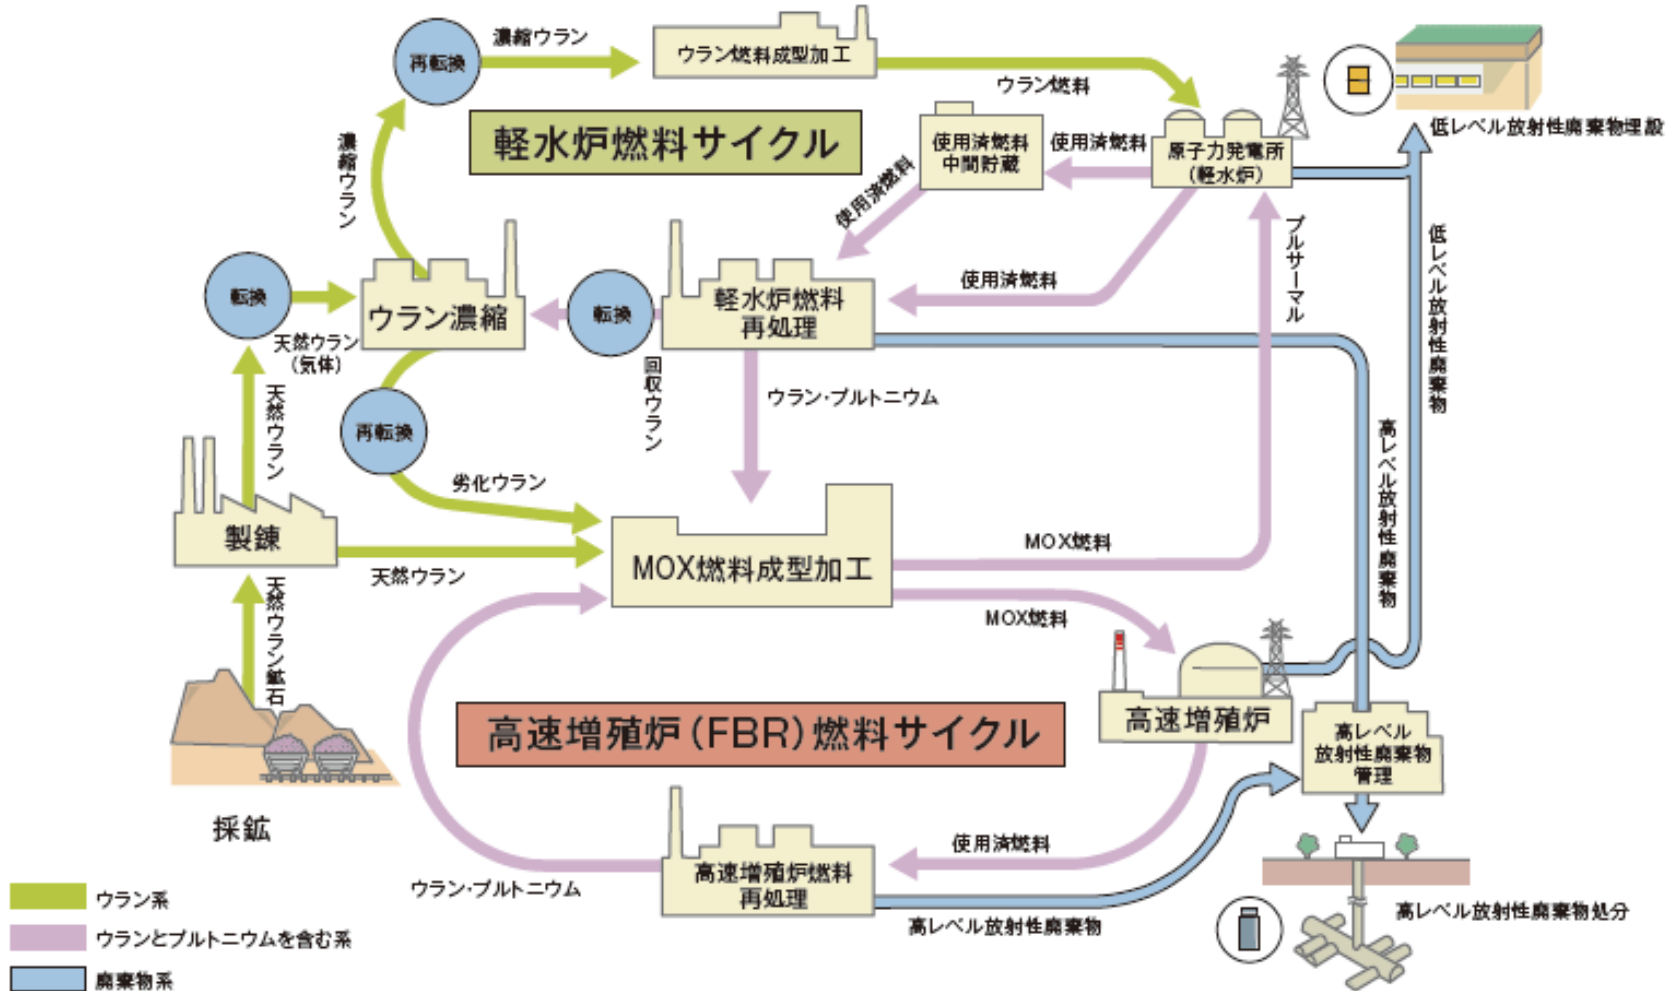 濃縮ウラン
再転換
ウラン燃料成型加工
ウラン燃料
低レベル放射性廃棄物埋設
軽水炉燃料サイクル
濃縮ウラン
使用済燃料
中間貯蔵
使用済燃料
原子力発電所
(軽水炉)
使用済燃料
プルサーマル
低レベル放射性廃棄物
転換
天然ウラン
(気体)
ウラン濃縮
転換
回収ウラン
軽水炉燃料
再処理
使用済燃料
天然ウラン
再転換
劣化ウラン
ウラン・プルトニウム
高レベル放射性廃棄物
製錬
天然ウラン
MOX燃料成型加工
MOX燃料
MOX燃料
天然ウラン鉱石
採鉱
高速増殖炉(FBR)燃料サイクル
高速増殖炉
高レベル
放射性廃棄物
管理
使用済燃料
ウラン・プルトニウム
高速増殖炉燃料
再処理
高レベル放射性廃棄物
高レベル放射性廃棄物処分
ウラン系
ウランとプルトニウムを含む系
廃棄物系